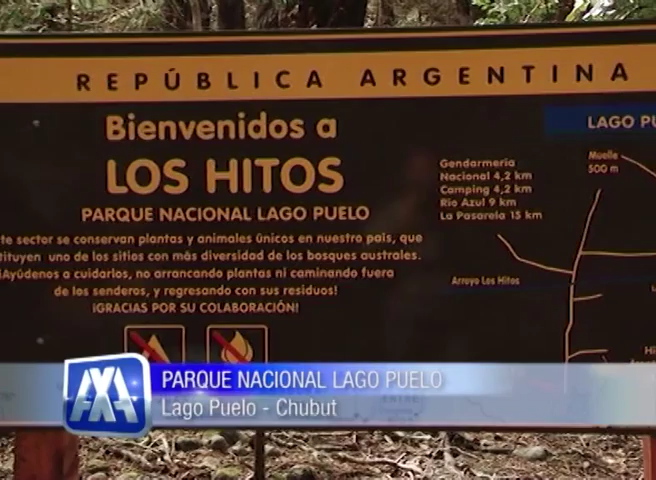 REPÚBLICA ARGENTINA
Bienvenidos a
LOS HITOS
PARQUE NACIONAL LAGO PUELO
te sector se conservan plantas y animales únicos en nuestro país, que
tituyen uno de los sitios con más diversidad de los bosques australes.
¡Ayúdenos a cuidarlos, no arrancando plantas ni caminando fuera
de los senderos, y regresando con sus residuos!
¡GRACIAS POR SU COLABORACIÓN!
LAGO PU
Gendarmería
Nacional 4,2 km
Camping 4,2 km
Río Azul 9 km
La Pasarela 15 km
Muelle
500 m
Arroyo Los Hitos
Hi
AXA
PARQUE NACIONAL LAGO PUELO
Lago Puelo - Chubut